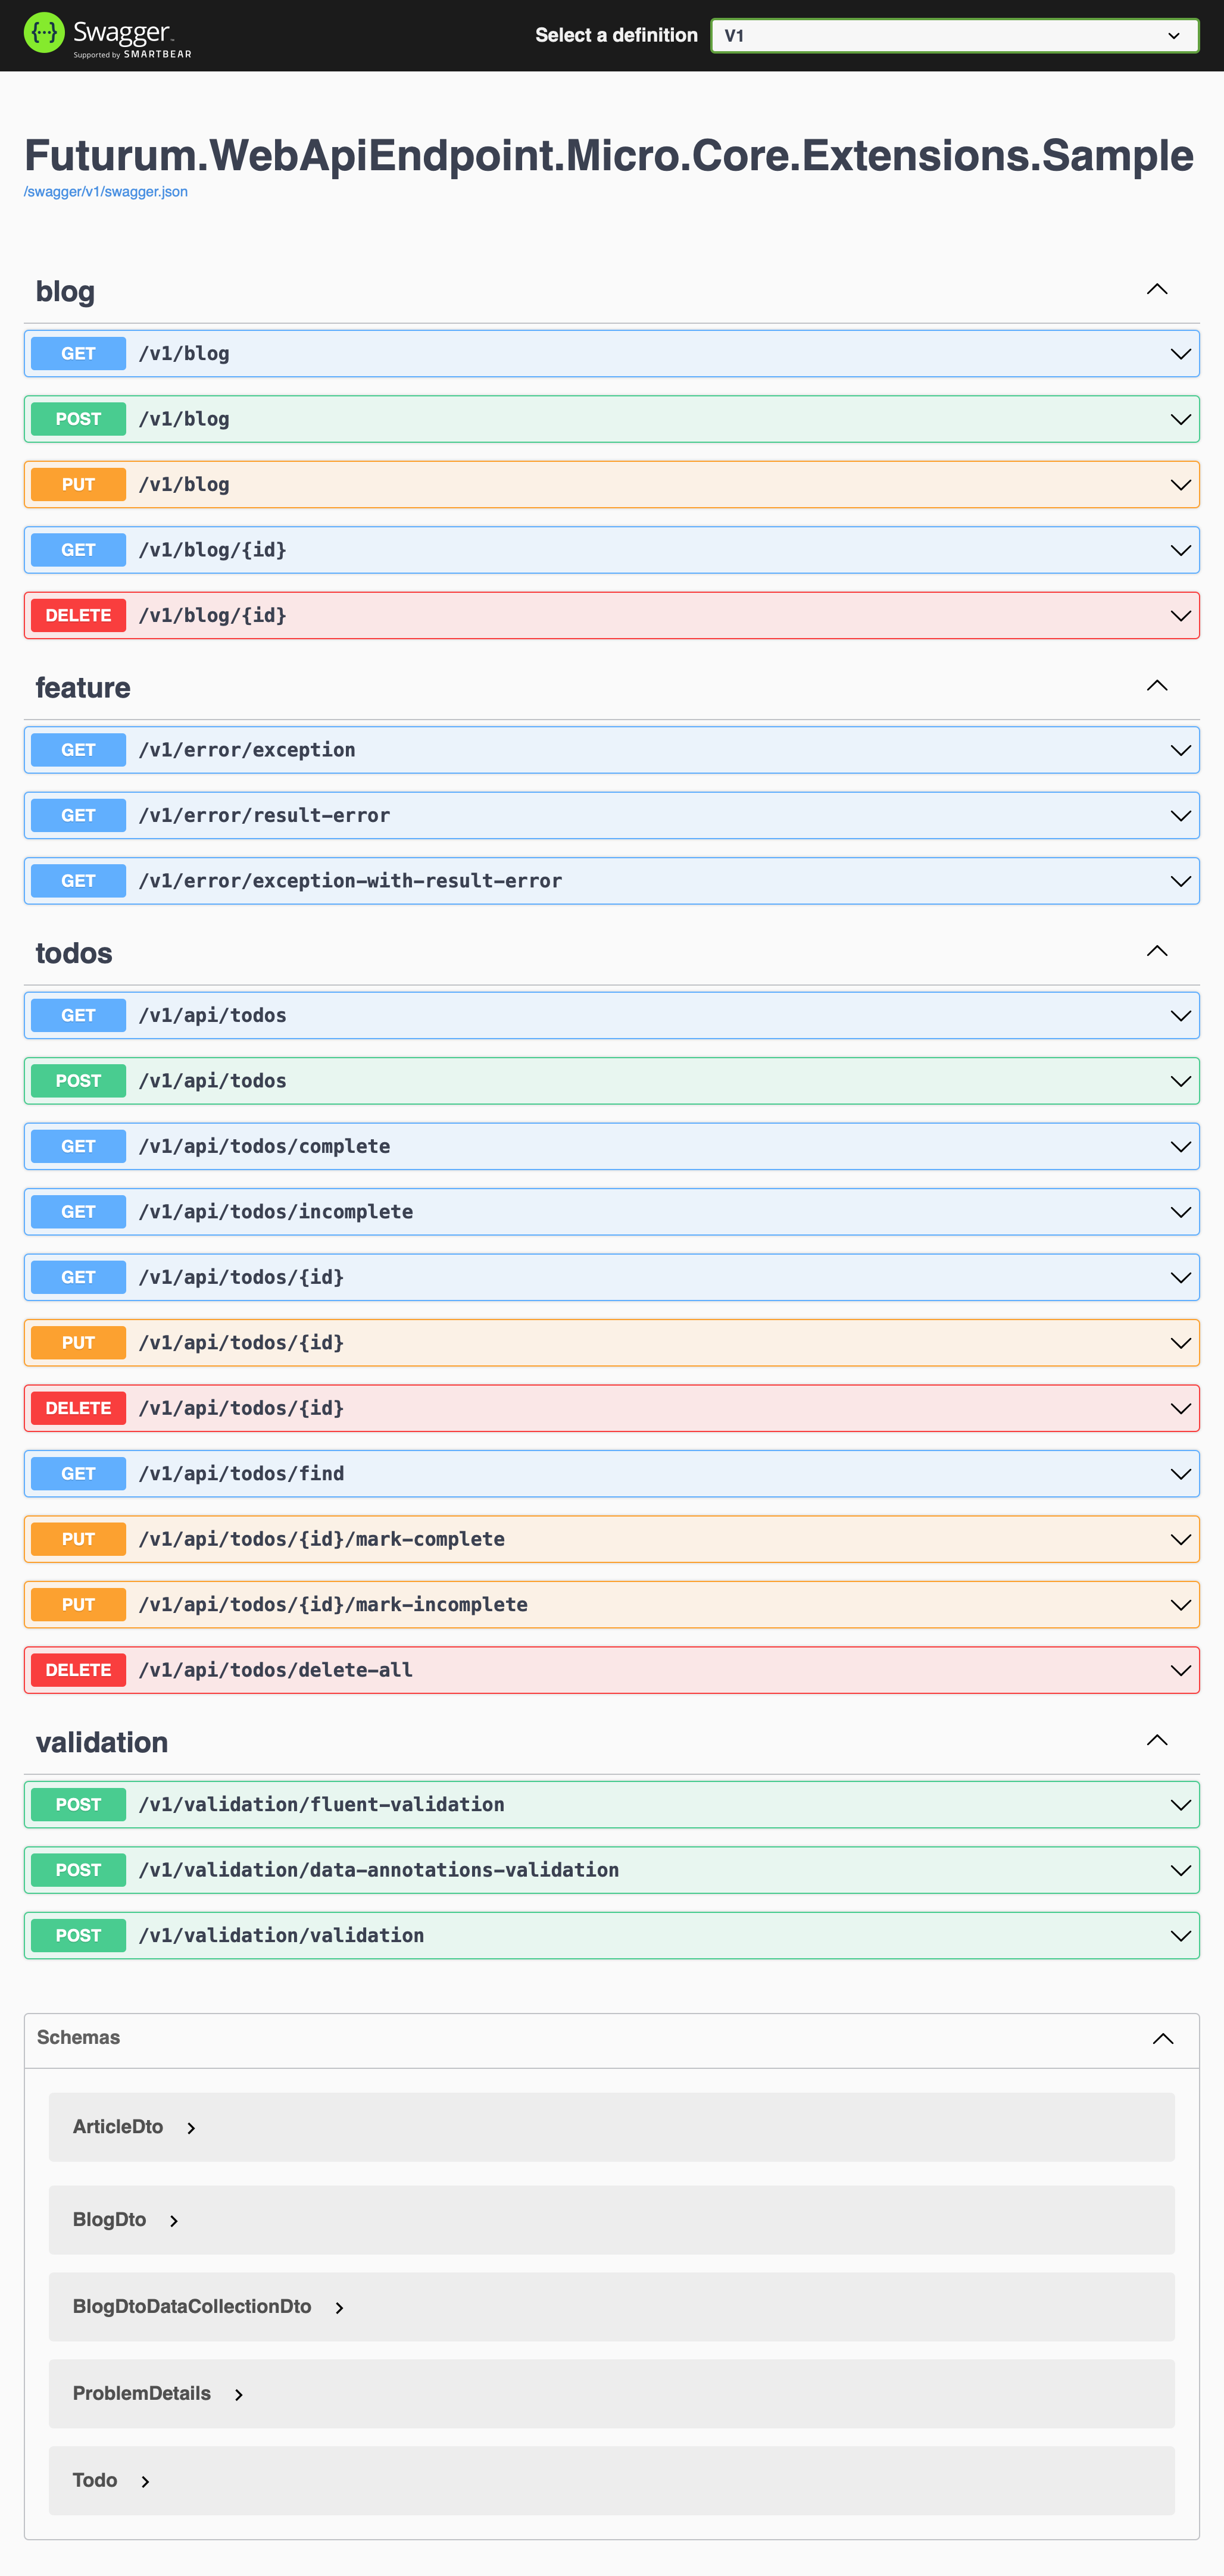 {···} Swagger™
Supported by SMARTBEAR
Select a definition V1
Futurum.WebApiEndpoint.Micro.Core.Extensions.Sample
/swagger/v1/swagger.json
blog
GET /v1/blog
POST /v1/blog
PUT /v1/blog
GET /v1/blog/{id}
DELETE /v1/blog/{id}
feature
GET /v1/error/exception
GET /v1/error/result-error
GET /v1/error/exception-with-result-error
todos
GET /v1/api/todos
POST /v1/api/todos
GET /v1/api/todos/complete
GET /v1/api/todos/incomplete
GET /v1/api/todos/{id}
PUT /v1/api/todos/{id}
DELETE /v1/api/todos/{id}
GET /v1/api/todos/find
PUT /v1/api/todos/{id}/mark-complete
PUT /v1/api/todos/{id}/mark-incomplete
DELETE /v1/api/todos/delete-all
validation
POST /v1/validation/fluent-validation
POST /v1/validation/data-annotations-validation
POST /v1/validation/validation
Schemas
ArticleDto
BlogDto
BlogDtoDataCollectionDto
ProblemDetails
Todo